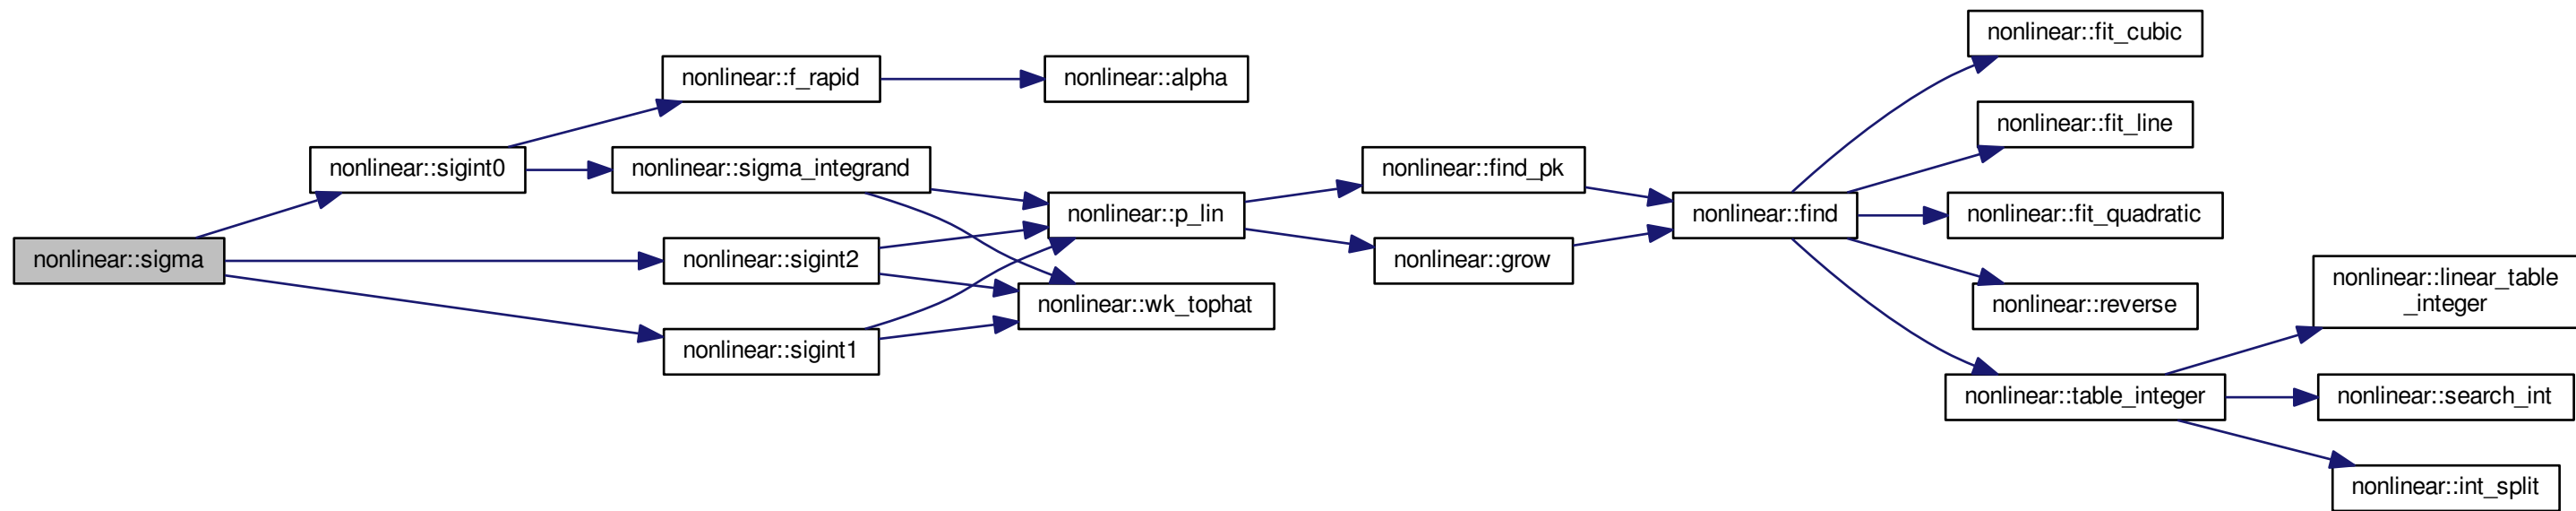 nonlinear::sigma
nonlinear::sigint0
nonlinear::sigint2
nonlinear::sigint1
nonlinear::f_rapid
nonlinear::sigma_integrand
nonlinear::alpha
nonlinear::p_lin
nonlinear::wk_tophat
nonlinear::find_pk
nonlinear::grow
nonlinear::find
nonlinear::fit_cubic
nonlinear::fit_line
nonlinear::fit_quadratic
nonlinear::reverse
nonlinear::table_integer
nonlinear::linear_table
_integer
nonlinear::search_int
nonlinear::int_split